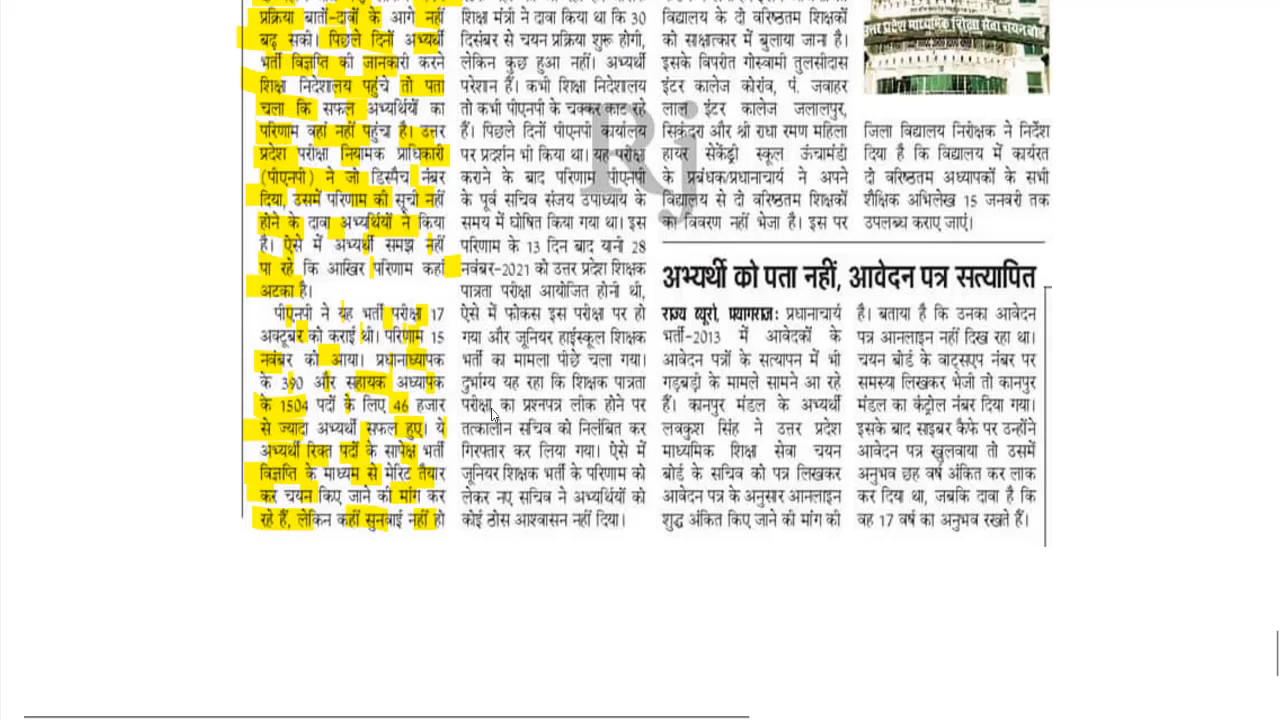 प्रक्रिया बातों-दावों के आगे नहीं
बढ़ सकी। पिछले दिनों अभ्यर्थी
भर्ती विज्ञप्ति की जानकारी करने
शिक्षा निदेशालय पहुंचे तो पता
चला कि सफल अभ्यर्थियों का
परिणाम वहां नहीं पहुंचा है। उत्तर
प्रदेश परीक्षा नियामक प्राधिकारी
(पीएनपी) ने जो डिस्पैच नंबर
दिया, उसमें परिणाम की सूची नहीं
होने के दावा अभ्यर्थियों ने किया
है। ऐसे में अभ्यर्थी समझ नहीं
पा रहे कि आखिर परिणाम कहां
अटका है।
पीएनपी ने यह भर्ती परीक्षा 17
अक्टूबर को कराई थी। परिणाम 15
नवंबर को आया। प्रधानाध्यापक
के 390 और सहायक अध्यापक
के 1504 पदों के लिए 46 हजार
से ज्यादा अभ्यर्थी सफल हुए। ये
अभ्यर्थी रिक्त पदों के सापेक्ष भर्ती
विज्ञप्ति के माध्यम से मेरिट तैयार
कर चयन किए जाने की मांग कर
रहे हैं, लेकिन कहीं सुनवाई नहीं हो
शिक्षा मंत्री ने दावा किया था कि 30
दिसंबर से चयन प्रक्रिया शुरू होगी,
लेकिन कुछ हुआ नहीं। अभ्यर्थी
परेशान हैं। कभी शिक्षा निदेशालय
तो कभी पीएनपी के चक्कर काट रहे
हैं। पिछले दिनों पीएनपी कार्यालय
पर प्रदर्शन भी किया था। यह परीक्षा
कराने के बाद परिणाम पीएनपी
के पूर्व सचिव संजय उपाध्याय के
समय में घोषित किया गया था। इस
परिणाम के 13 दिन बाद यानी 28
नवंबर-2021 को उत्तर प्रदेश शिक्षक
पात्रता परीक्षा आयोजित होनी थी,
ऐसे में फोकस इस परीक्षा पर हो
गया और जूनियर हाईस्कूल शिक्षक
भर्ती का मामला पीछे चला गया।
दुर्भाग्य यह रहा कि शिक्षक पात्रता
परीक्षा का प्रश्नपत्र लीक होने पर
तत्कालीन सचिव को निलंबित कर
गिरफ्तार कर लिया गया। ऐसे में
जूनियर शिक्षक भर्ती के परिणाम को
लेकर नए सचिव ने अभ्यर्थियों को
कोई ठोस आश्वासन नहीं दिया।
विद्यालय के दो वरिष्ठतम शिक्षकों
को साक्षात्कार में बुलाया जाना है।
इसके विपरीत गोस्वामी तुलसीदास
इंटर कालेज कोरांव, पं. जवाहर
लाल इंटर कालेज जलालपुर,
सिकंदरा और श्री राधा रमण महिला
हायर सेकेंड्री स्कूल ऊंचामंडी
के प्रबंधक/प्रधानाचार्य ने अपने
विद्यालय से दो वरिष्ठतम शिक्षकों
का विवरण नहीं भेजा है। इस पर
उत्तर प्रदेश माध्यमिक शिक्षा सेवा चयन बोर्ड
जिला विद्यालय निरीक्षक ने निर्देश
दिया है कि विद्यालय में कार्यरत
दो वरिष्ठतम अध्यापकों के सभी
शैक्षिक अभिलेख 15 जनवरी तक
उपलब्ध कराए जाएं।
Rj
अभ्यर्थी को पता नहीं, आवेदन पत्र सत्यापित
राज्य ब्यूरो, प्रयागराज: प्रधानाचार्य
भर्ती-2013 में आवेदकों के
आवेदन पत्रों के सत्यापन में भी
गड़बड़ी के मामले सामने आ रहे
हैं। कानपुर मंडल के अभ्यर्थी
लवकुश सिंह ने उत्तर प्रदेश
माध्यमिक शिक्षा सेवा चयन
बोर्ड के सचिव को पत्र लिखकर
आवेदन पत्र के अनुसार आनलाइन
शुद्ध अंकित किए जाने की मांग की
है। बताया है कि उनका आवेदन
पत्र आनलाइन नहीं दिख रहा था।
चयन बोर्ड के वाट्सएप नंबर पर
समस्या लिखकर भेजी तो कानपुर
मंडल का कंट्रोल नंबर दिया गया।
इसके बाद साइबर कैफे पर उन्होंने
आवेदन पत्र खुलवाया तो उसमें
अनुभव छह वर्ष अंकित कर लाक
कर दिया था, जबकि दावा है कि
वह 17 वर्ष का अनुभव रखते हैं।